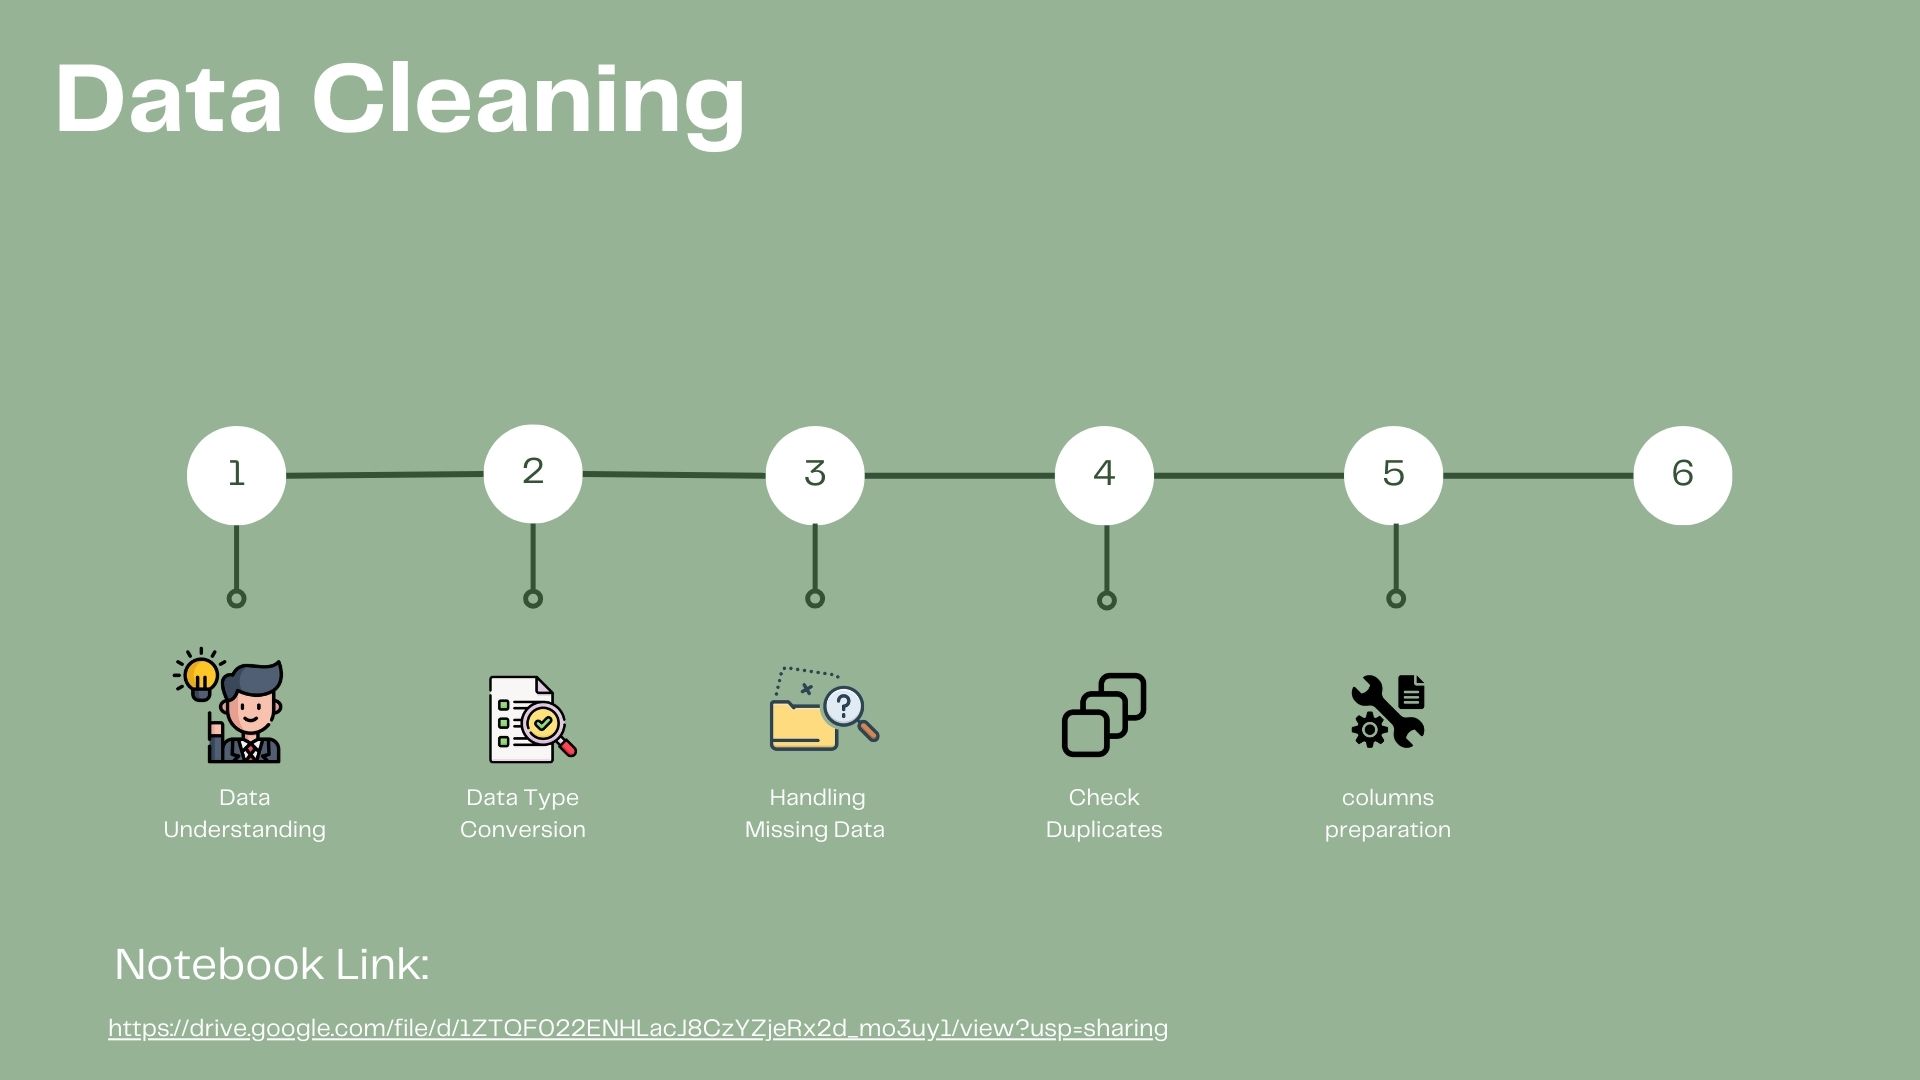 Data Cleaning
1 2 3 4 5 6
Data
Understanding
Data Type
Conversion
Handling
Missing Data
Check
Duplicates
columns
preparation
Notebook Link:
https://drive.google.com/file/d/1ZTQF022ENHLacJ8CzYZjeRx2d_mo3uy1/view?usp=sharing